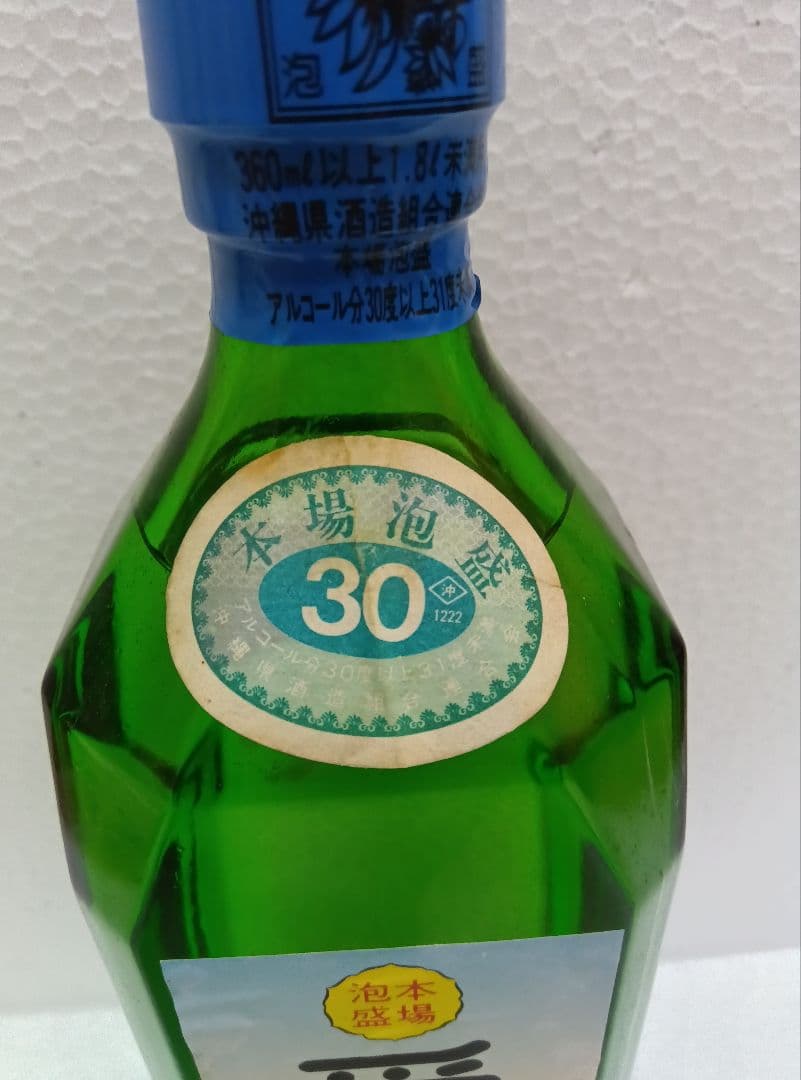 泡
360mℓ以上1.8ℓ未満
沖縄県酒造組合連合
本場泡盛
アルコール分30度以上31度未
本場泡盛
30
沖
1222
アルコール分30度以上31度未満
沖縄県酒造組合連合会
本場
泡盛